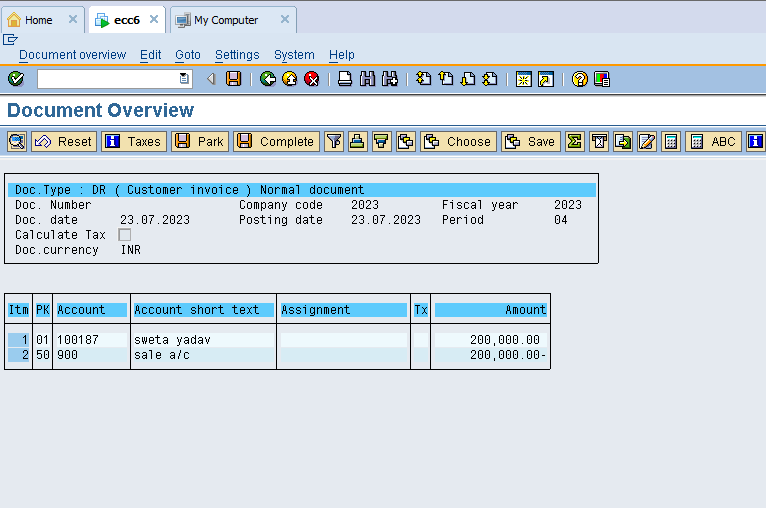 Home ecc6 My Computer
Document overview Edit Goto Settings System Help
Document Overview
Reset Taxes Park Complete Choose Save ABC
Doc.Type : DR ( Customer invoice ) Normal document
Doc. Number Company code 2023 Fiscal year 2023
Doc. date 23.07.2023 Posting date 23.07.2023 Period 04
Calculate Tax
Doc.currency INR
Itm PK Account Account short text Assignment Tx Amount
1 01 100187 sweta yadav 200,000.00
2 50 900 sale a/c 200,000.00-